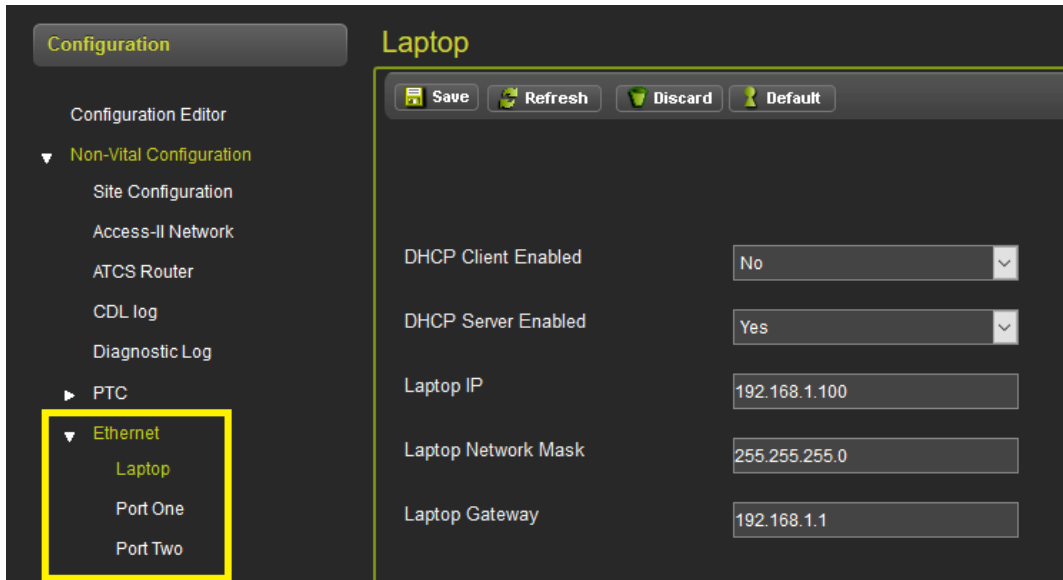 Configuration
Configuration Editor
Non-Vital Configuration
Site Configuration
Access-II Network
ATCS Router
CDL log
Diagnostic Log
PTC
Ethernet
Laptop
Port One
Port Two
Laptop
Save Refresh Discard Default
DHCP Client Enabled No
DHCP Server Enabled Yes
Laptop IP 192.168.1.100
Laptop Network Mask 255.255.255.0
Laptop Gateway 192.168.1.1